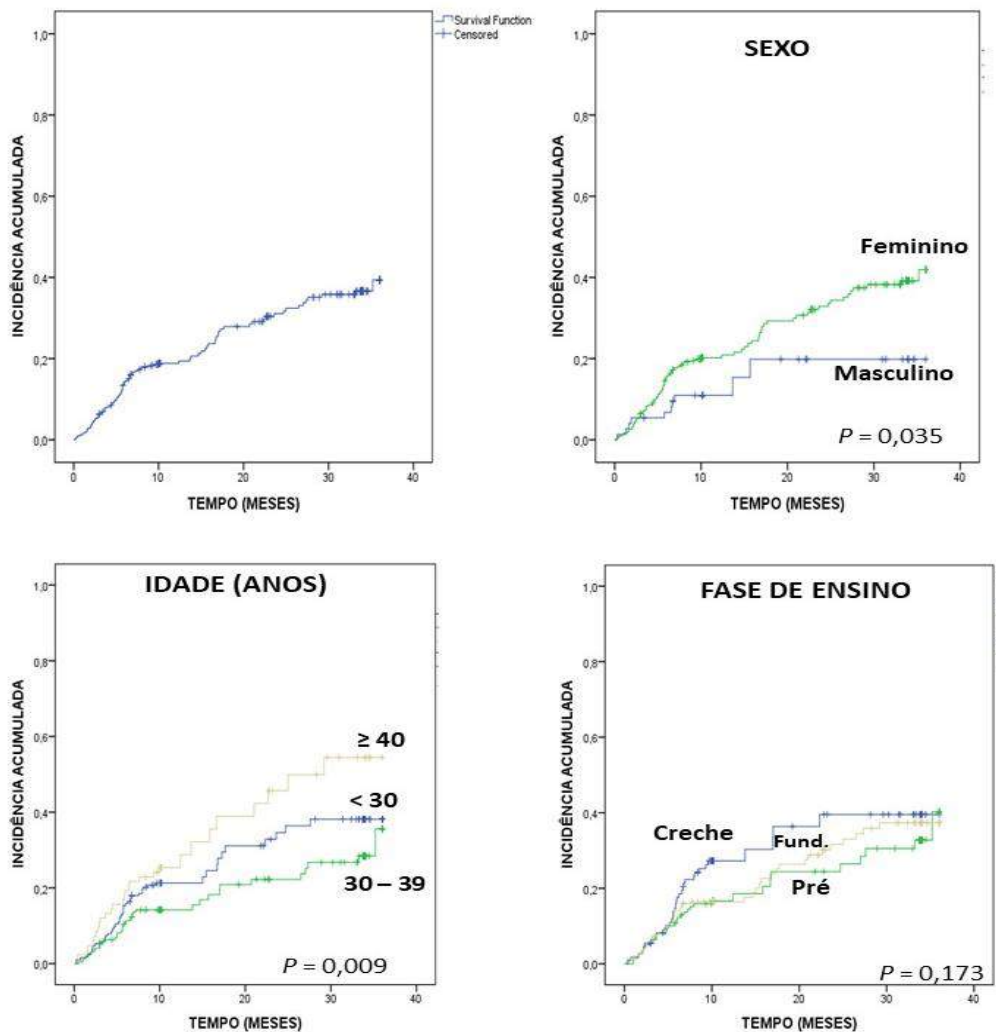 Survival Function
Censored
INCIDÊNCIA ACUMULADA
1,0
0,8
0,6
0,4
0,2
0,0
0
10
20
30
40
TEMPO (MESES)
SEXO
INCIDÊNCIA ACUMULADA
1,0
0,8
0,6
0,4
0,2
0,0
Feminino
Masculino
P = 0,035
0
10
20
30
40
TEMPO (MESES)
IDADE (ANOS)
INCIDÊNCIA ACUMULADA
1,0
0,8
0,6
0,4
0,2
0,0
≥ 40
< 30
30 – 39
P = 0,009
0
10
20
30
40
TEMPO (MESES)
FASE DE ENSINO
INCIDÊNCIA ACUMULADA
1,0
0,8
0,6
0,4
0,2
0,0
Creche
Fund.
Pré
P = 0,173
0
10
20
30
40
TEMPO (MESES)